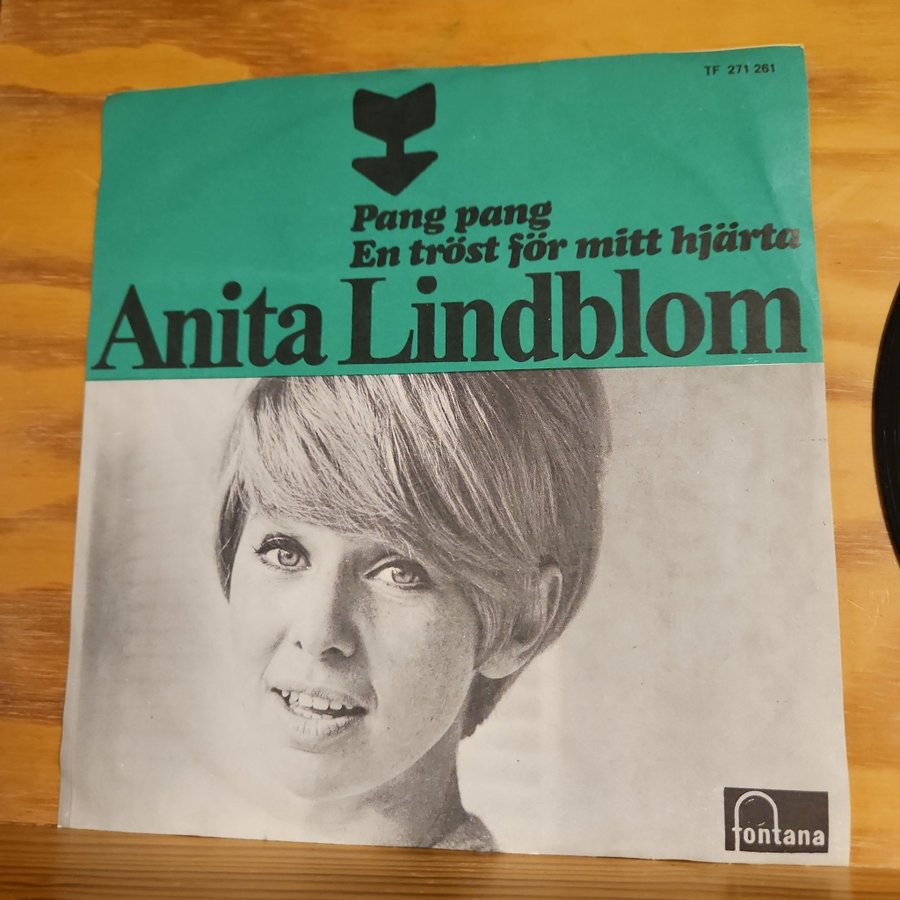 TF 271 261
Pang pang
En tröst för mitt hjärta
Anita Lindblom
fontana